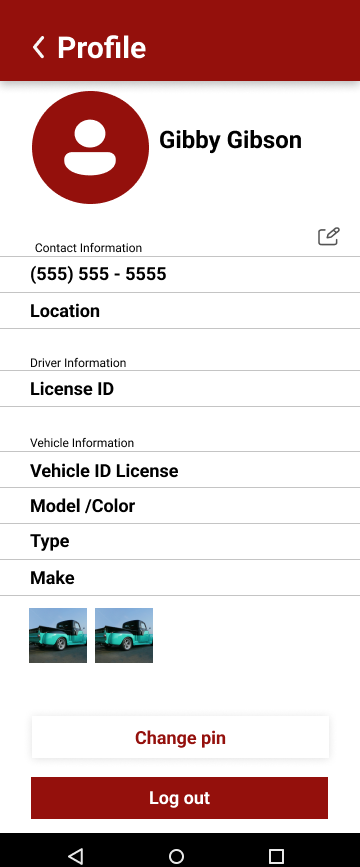 Profile
Gibby Gibson
Contact Information
(555) 555 - 5555
Location
Driver Information
License ID
Vehicle Information
Vehicle ID License
Model /Color
Type
Make
Change pin
Log out